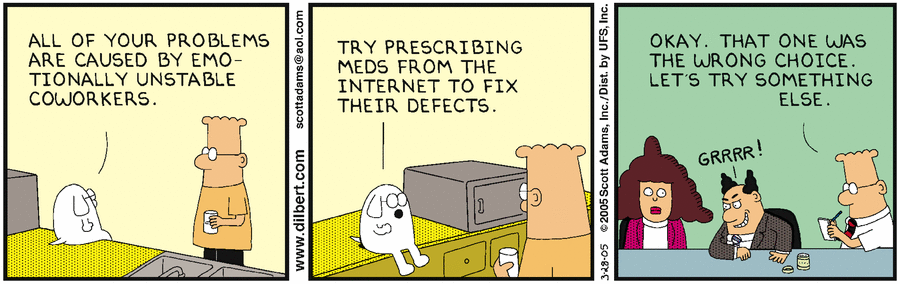 ALL OF YOUR PROBLEMS
ARE CAUSED BY EMO-
TIONALLY UNSTABLE
COWORKERS.
www.dilbert.com scottadams@aol.com
TRY PRESCRIBING
MEDS FROM THE
INTERNET TO FIX
THEIR DEFECTS.
3-28-05 © 2005 Scott Adams, Inc./Dist. by UFS, Inc.
OKAY. THAT ONE WAS
THE WRONG CHOICE.
LET'S TRY SOMETHING
ELSE.
GRRRR!